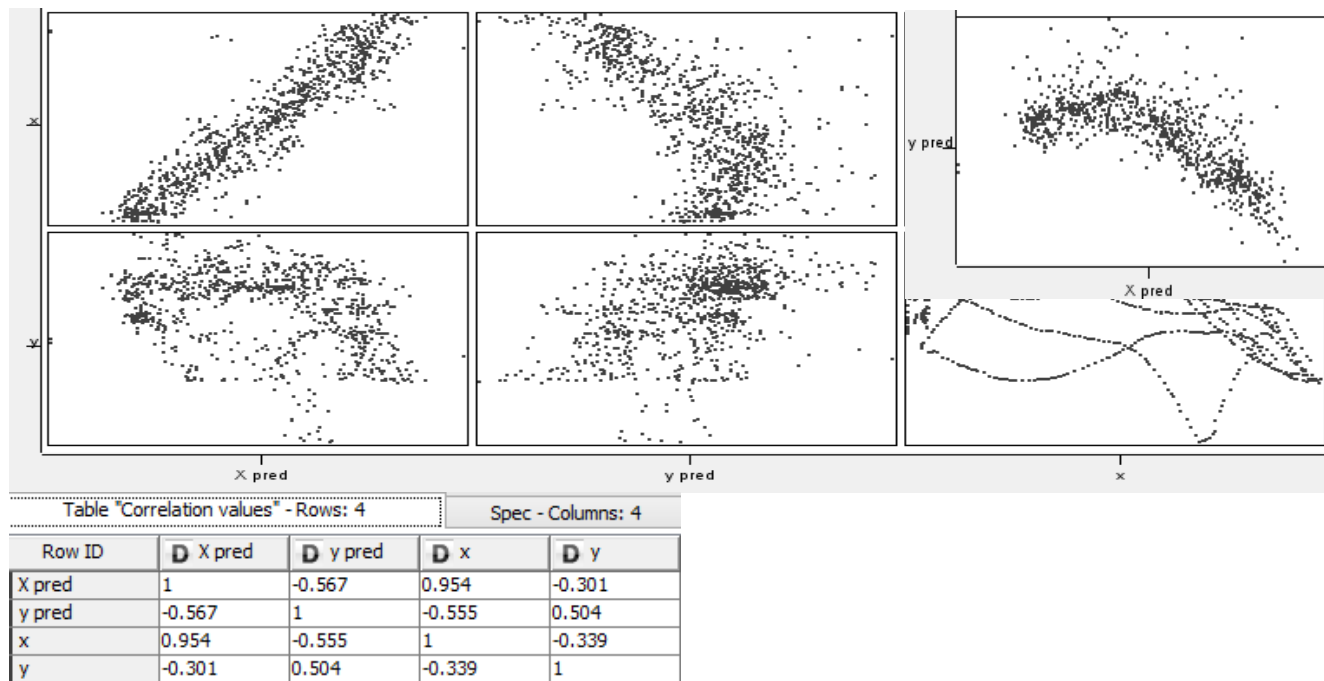 x
y pred
X pred
y
X pred
y pred
x
Table "Correlation values" - Rows: 4
Spec - Columns: 4
Row ID
D X pred
D y pred
D x
D y
X pred
1
-0.567
0.954
-0.301
y pred
-0.567
1
-0.555
0.504
x
0.954
-0.555
1
-0.339
y
-0.301
0.504
-0.339
1